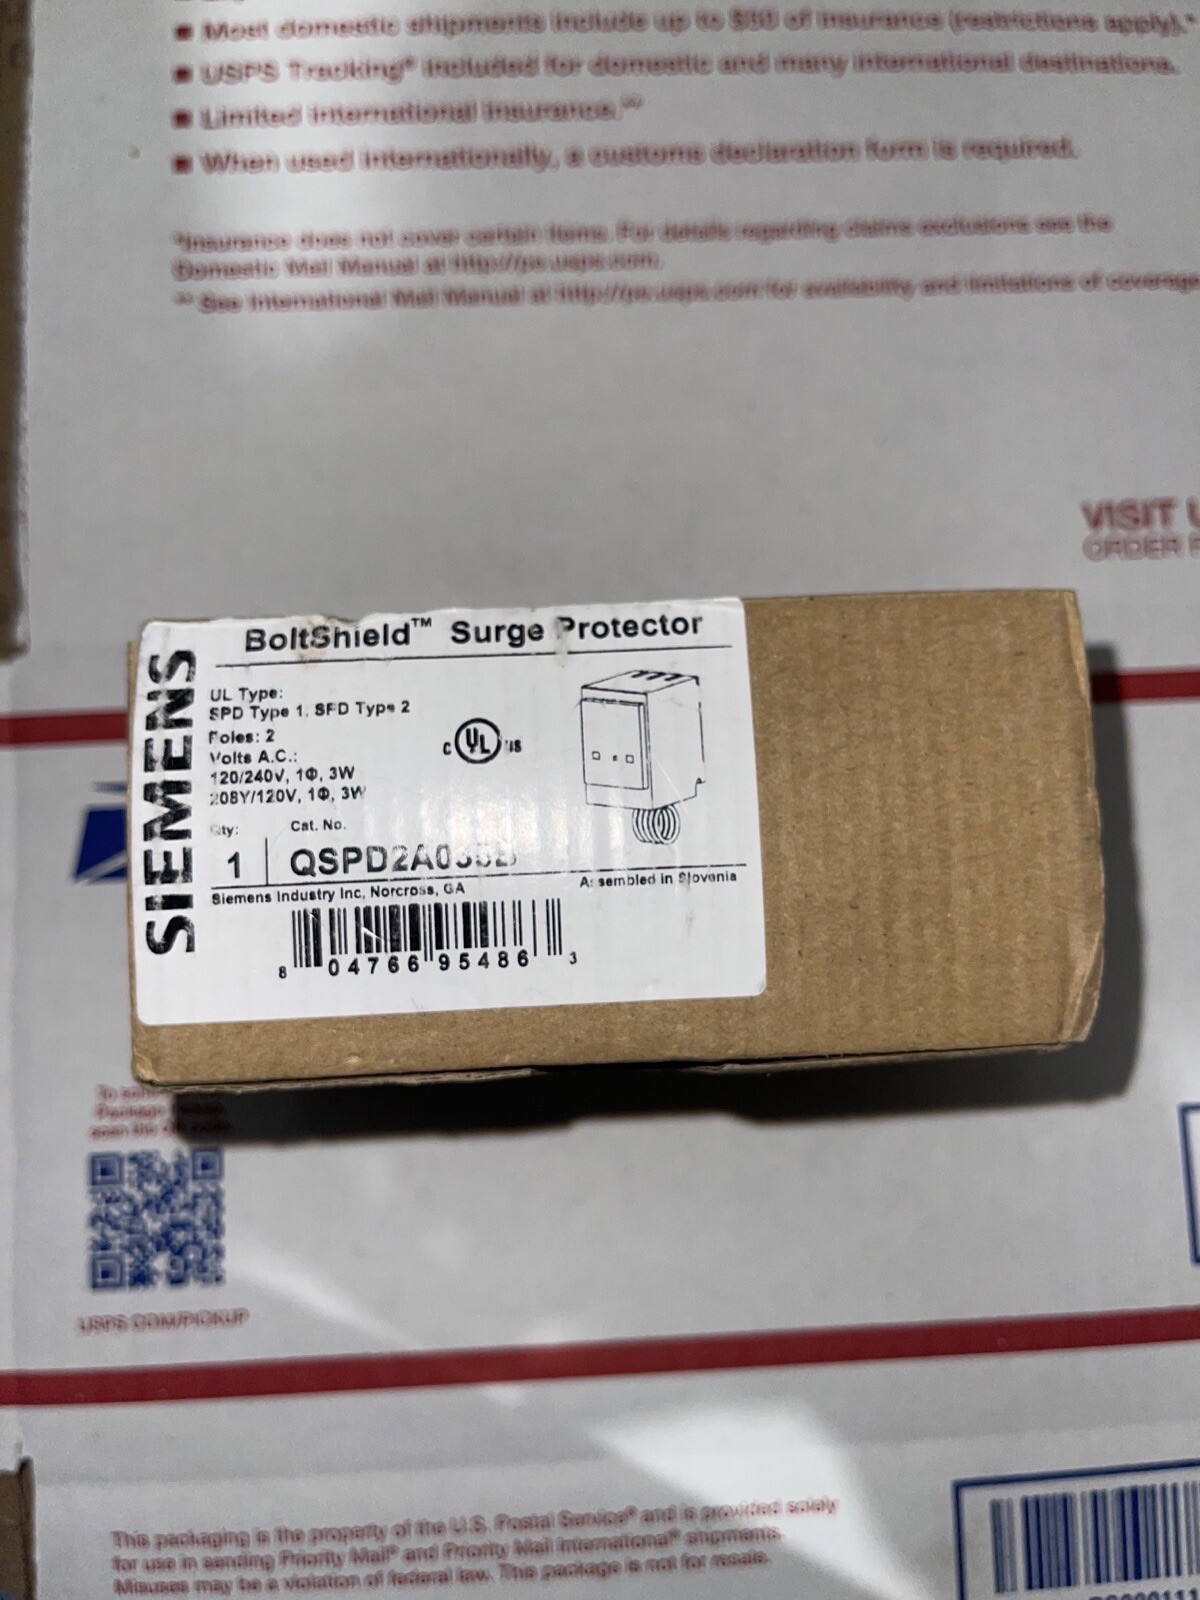 ■ Most domestic shipments include up to $50 of insurance (restrictions apply).*
■ USPS Tracking® included for domestic and many international destinations.
■ Limited international insurance.**
■ When used internationally, a customs declaration form is required.
*Insurance does not cover certain items. For details regarding claims exclusions see the
Domestic Mail Manual at http://pe.usps.com.
** See International Mail Manual at http://pe.usps.com for availability and limitations of coverage
VISIT
ORDER
SIEMENS
BoltShield™ Surge Protector
UL Type:
SPD Type 1, SPD Type 2
Poles: 2
Volts A.C.:
120/240V, 1Φ, 3W
208Y/120V, 1Φ, 3W
c UL us
Qty:
Cat. No.
1
Siemens Industry Inc, Norcross, GA
Assembled in Slovenia
8 04766 95486 3
USPS.COM/PICKUP
This packaging is the property of the U.S. Postal Service® and is provided solely
for use in sending Priority Mail® and Priority Mail International® shipments.
Misuses may be a violation of federal law. This package is not for resale.